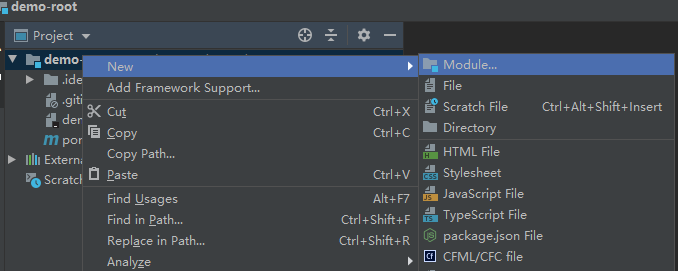 demo-root
Project
demo-
New
Module...
Add Framework Support...
File
.ide
Scratch File Ctrl+Alt+Shift+Insert
.giti
Cut Ctrl+X
Directory
den
Copy Ctrl+C
HTML File
pon
Copy Path...
Stylesheet
Externa
Paste Ctrl+V
JavaScript File
Scratch
Find Usages Alt+F7
TypeScript File
Find in Path... Ctrl+Shift+F
package.json File
Replace in Path... Ctrl+Shift+R
CFML/CFC file
Analyze